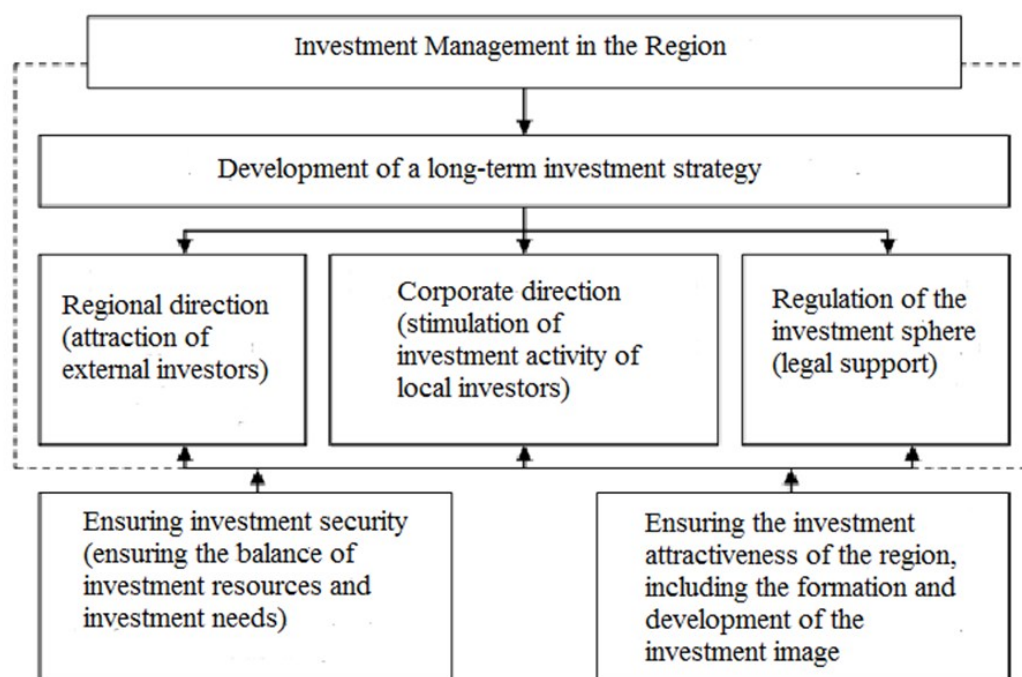 Investment Management in the Region
Development of a long-term investment strategy
Regional direction
(attraction of
external investors)
Corporate direction
(stimulation of
investment activity of
local investors)
Regulation of the
investment sphere
(legal support)
Ensuring investment security
(ensuring the balance of
investment resources and
investment needs)
Ensuring the investment
attractiveness of the region,
including the formation and
development of the
investment image